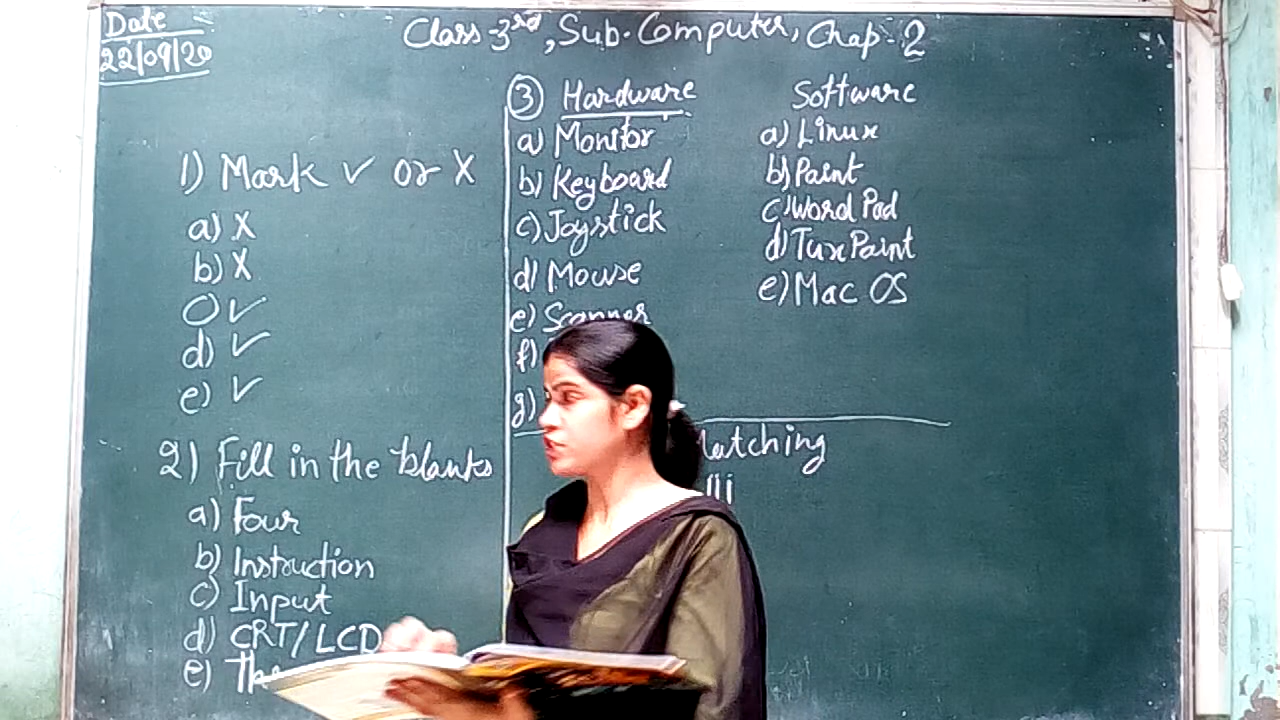 Date
22/09/20
Class-3rd, Sub. Computer, Chap-2
1) Mark ✓ or X
a) X
b) X
c) ✓
d) ✓
e) ✓
2) Fill in the blanks
a) Four
b) Instruction
c) Input
d) CRT/LCD
e) The
③ Hardware
a) Monitor
b) Keyboard
c) Joystick
d) Mouse
e) Scanner
f)
g)
Software
a) Linux
b) Paint
c) Word Pad
d) Tux Paint
e) Mac OS
Matching